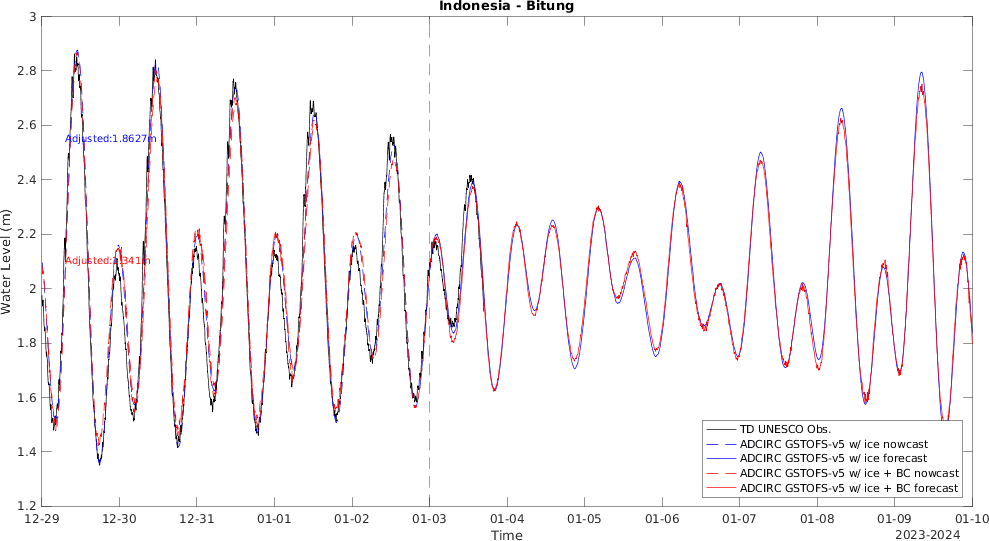 Indonesia - Bitung
3
2.8
2.6
2.4
2.2
2
1.8
1.6
1.4
1.2
Water Level (m)
Adjusted:1.8627m
TD UNESCO Obs.
ADCIRC GSTOFS-v5 w/ ice nowcast
ADCIRC GSTOFS-v5 w/ ice forecast
ADCIRC GSTOFS-v5 w/ ice + BC nowcast
ADCIRC GSTOFS-v5 w/ ice + BC forecast
12-29 12-30 12-31 01-01 01-02 01-03 01-04 01-05 01-06 01-07 01-08 01-09 01-10
Time
2023-2024